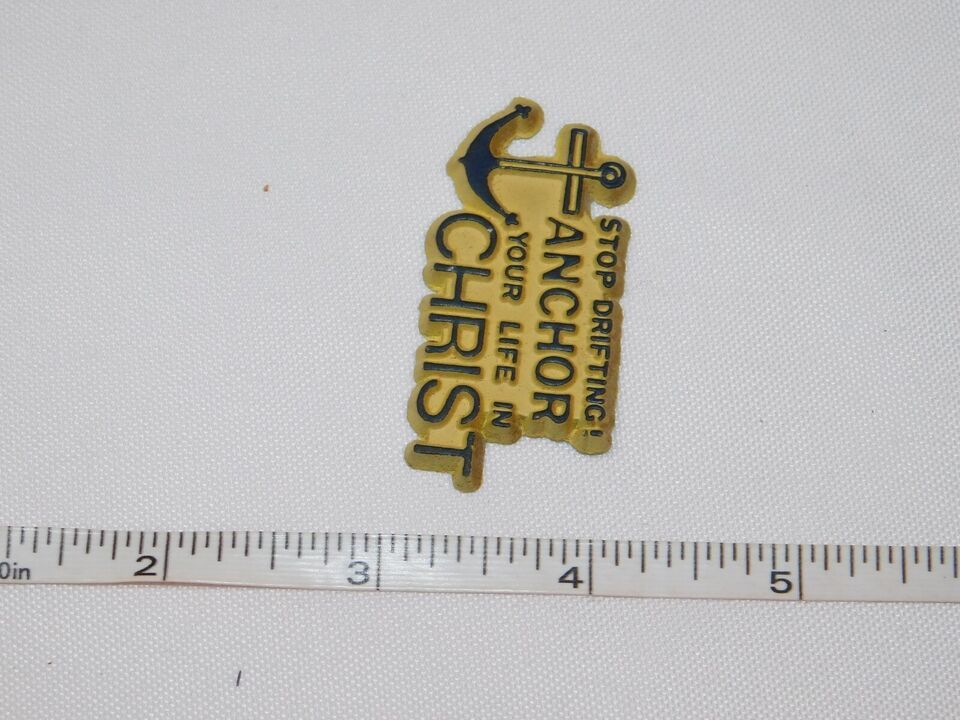 STOP DRIFTING!
ANCHOR
YOUR LIFE IN
CHRIST
0in 2 3 4 5